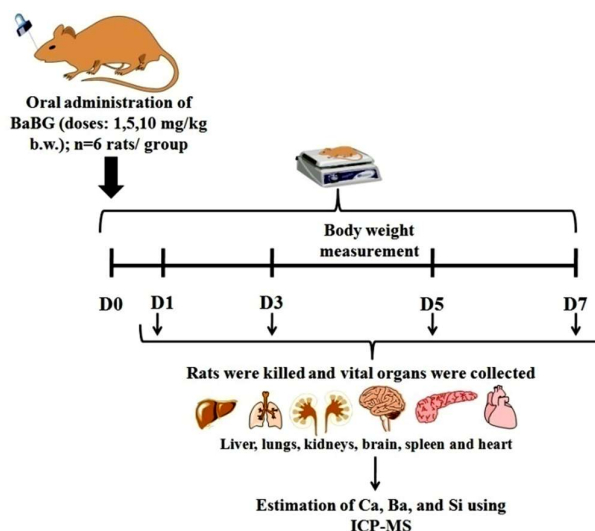 Oral administration of
BaBG (doses: 1,5,10 mg/kg
b.w.); n=6 rats/ group
Body weight
measurement
D0
D1
D3
D5
D7
Rats were killed and vital organs were collected
Liver, lungs, kidneys, brain, spleen and heart
Estimation of Ca, Ba, and Si using
ICP-MS